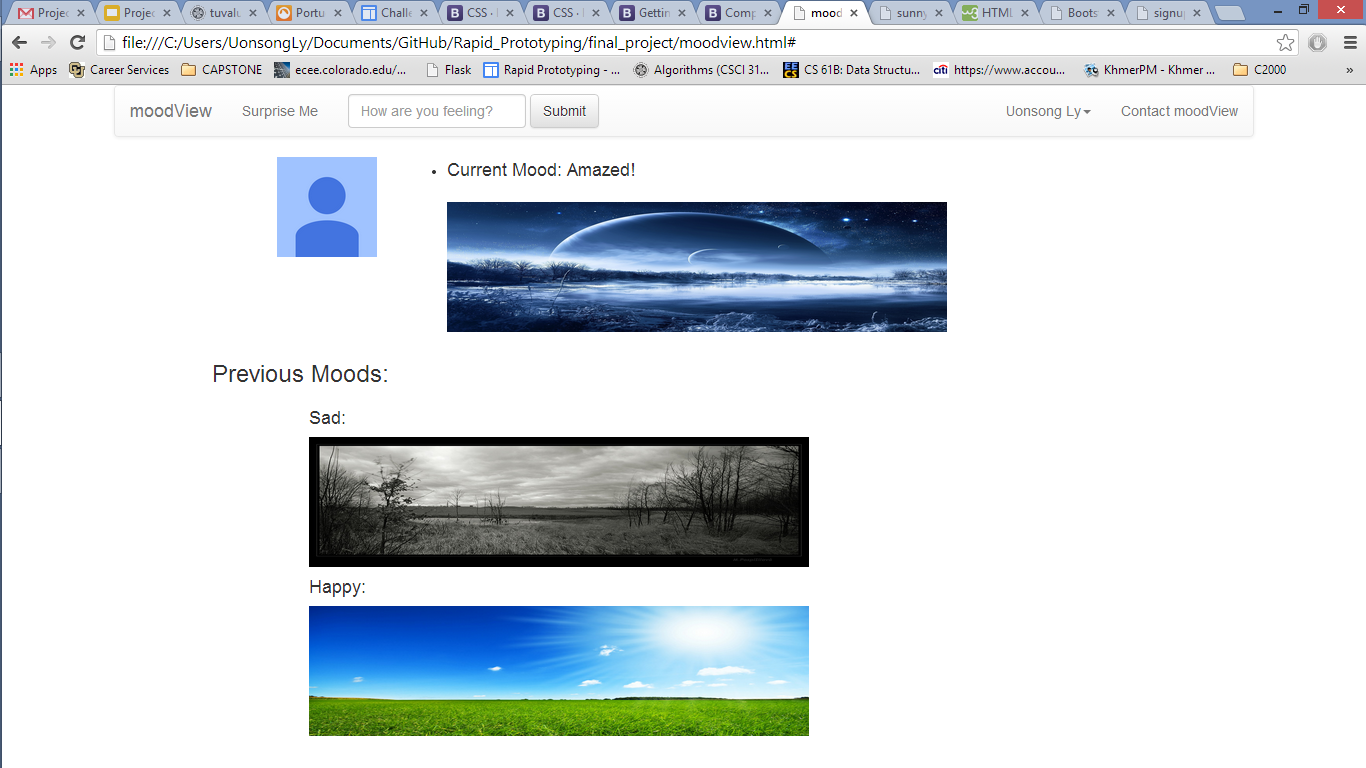 Projec tuvalu Portu Challe CSS · CSS · Gettin Comp mood sunny HTML Boots signu
file:///C:/Users/UonsongLy/Documents/GitHub/Rapid_Prototyping/final_project/moodview.html#
Apps Career Services CAPSTONE ecee.colorado.edu/... Flask Rapid Prototyping - ... Algorithms (CSCI 31... CS 61B: Data Structu... https://www.accou... KhmerPM - Khmer ... C2000 »
moodView Surprise Me How are you feeling? Submit Uonsong Ly Contact moodView
• Current Mood: Amazed!
Previous Moods:
Sad:
Happy: